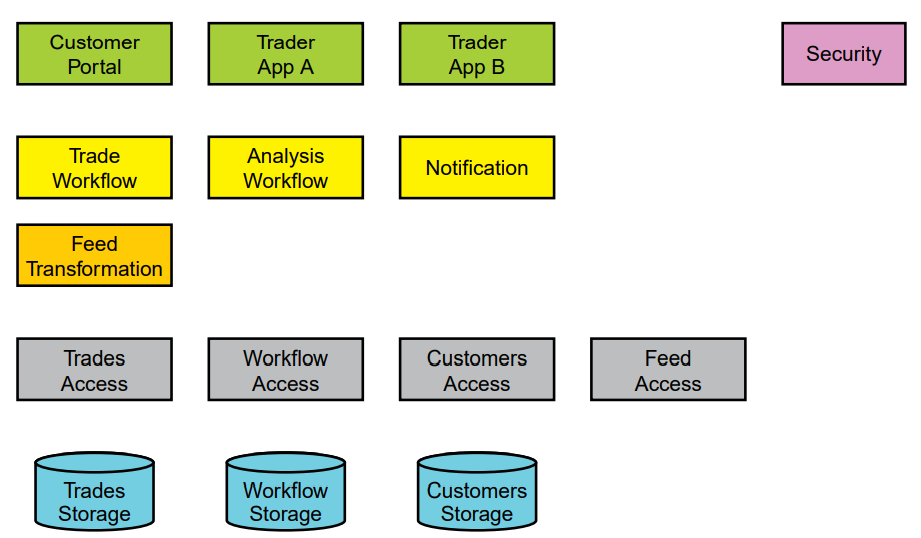 Customer
Portal
Trader
App A
Trader
App B
Security
Trade
Workflow
Analysis
Workflow
Notification
Feed
Transformation
Trades
Access
Workflow
Access
Customers
Access
Feed
Access
Trades
Storage
Workflow
Storage
Customers
Storage